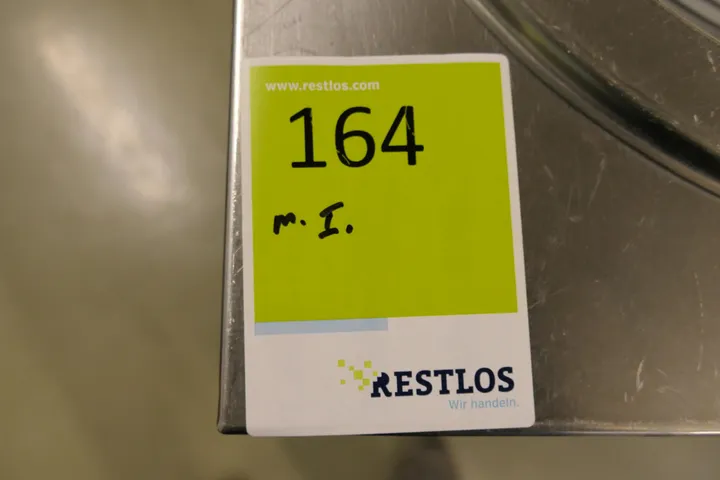 www.restlos.com
164
m. I.
RESTLOS
Wir handeln.